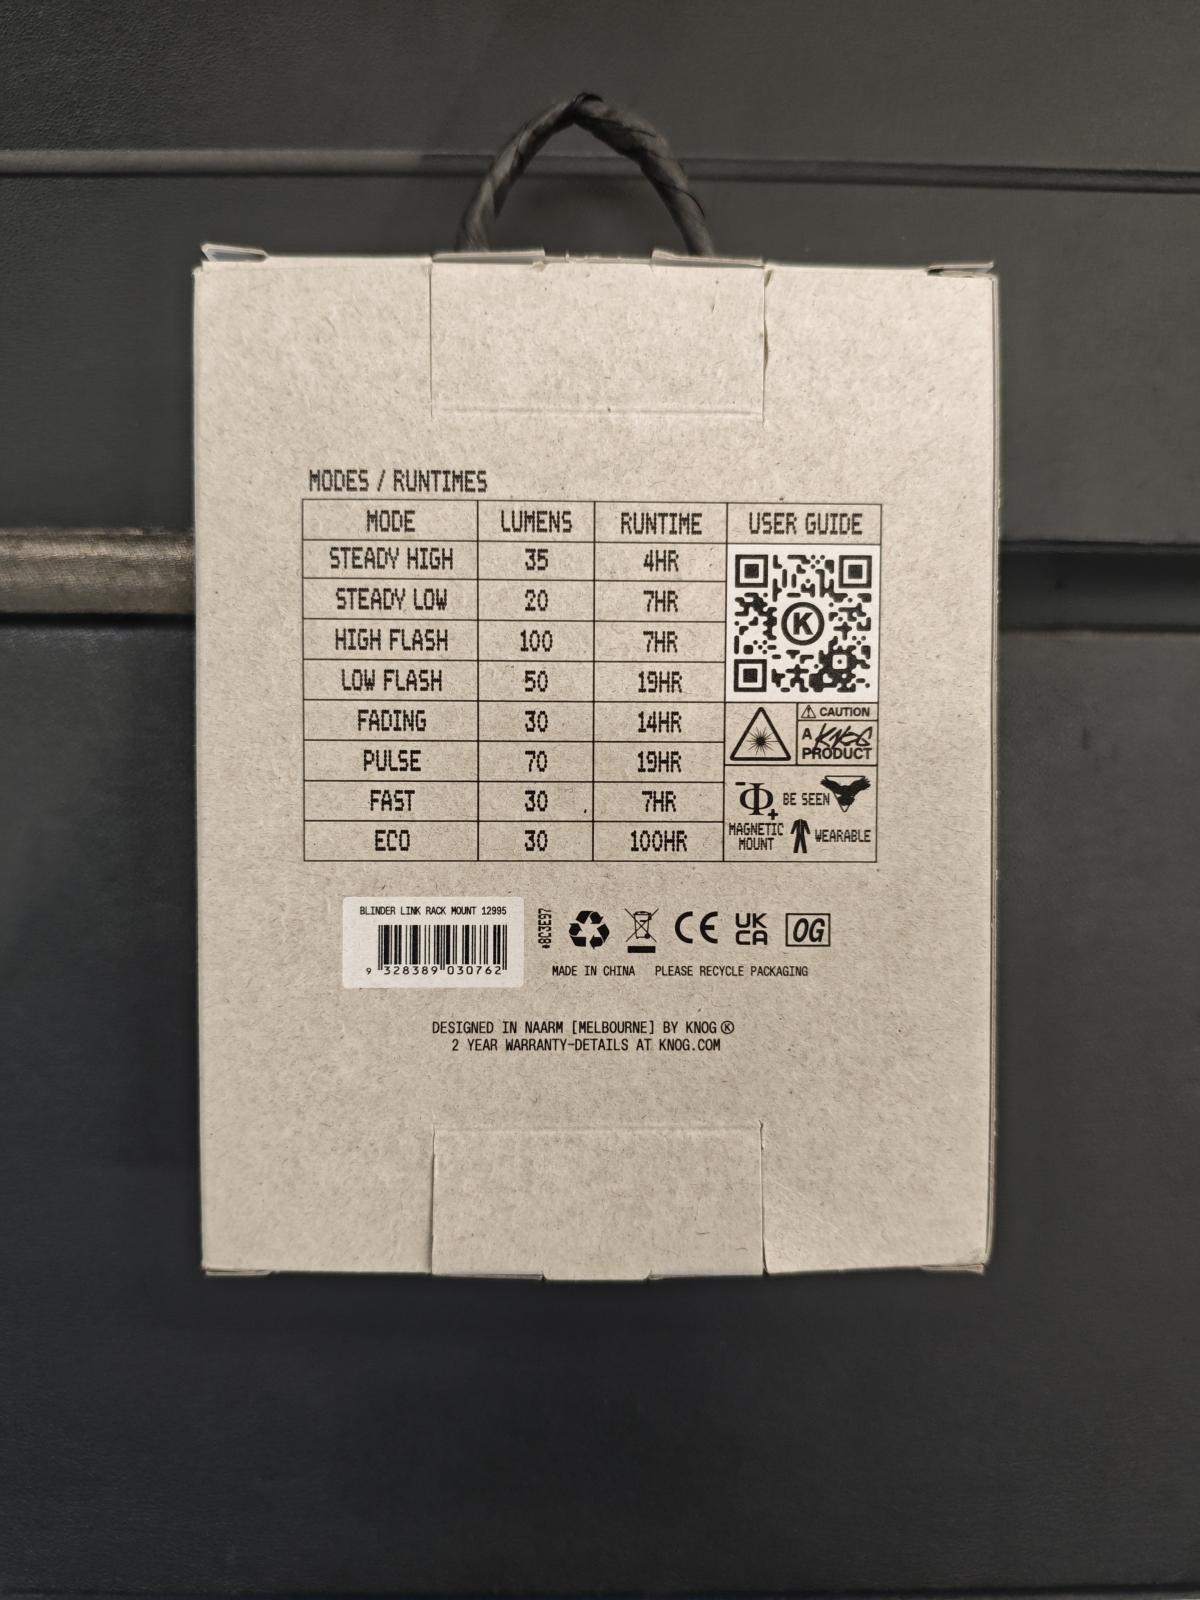 MODES / RUNTIMES
MODE LUMENS RUNTIME USER GUIDE
STEADY HIGH 35 4HR
STEADY LOW 20 7HR
HIGH FLASH 100 7HR
LOW FLASH 50 19HR
FADING 30 14HR
PULSE 70 19HR
FAST 30 7HR
ECO 30 100HR
K
CAUTION
A KNOG
PRODUCT
BE SEEN
MAGNETIC
MOUNT
WEARABLE
BLINDER LINK RACK MOUNT 12995
9 328389 030762
CE
UK
CA
OG
MADE IN CHINA PLEASE RECYCLE PACKAGING
DESIGNED IN NAARM [MELBOURNE] BY KNOG Ⓚ
2 YEAR WARRANTY-DETAILS AT KNOG.COM